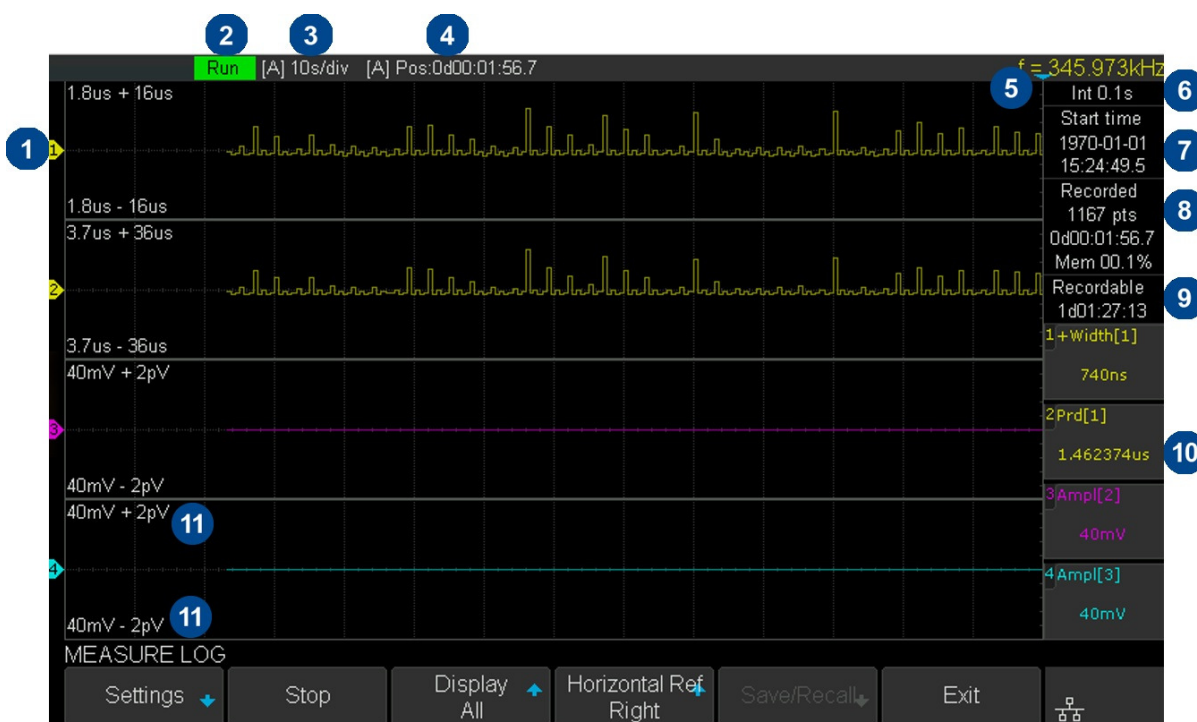 2 3 4
Run [A] 10s/div [A] Pos:0d00:01:56.7 f = 345.973kHz
5
1.8us + 16us
1
1
1.8us - 16us
3.7us + 36us
2
3.7us - 36us
40mV + 2pV
3
40mV - 2pV
40mV + 2pV
11
4
40mV - 2pV
11
Int 0.1s
6
Start time
1970-01-01
15:24:49.5
7
Recorded
1167 pts
0d00:01:56.7
Mem 00.1%
8
Recordable
1d01:27:13
9
1 +Width[1]
740ns
2 Prd[1]
1.462374us
10
3 Ampl[2]
40mV
4 Ampl[3]
40mV
MEASURE LOG
Settings
Stop
Display
All
Horizontal Ref
Right
Save/Recall
Exit